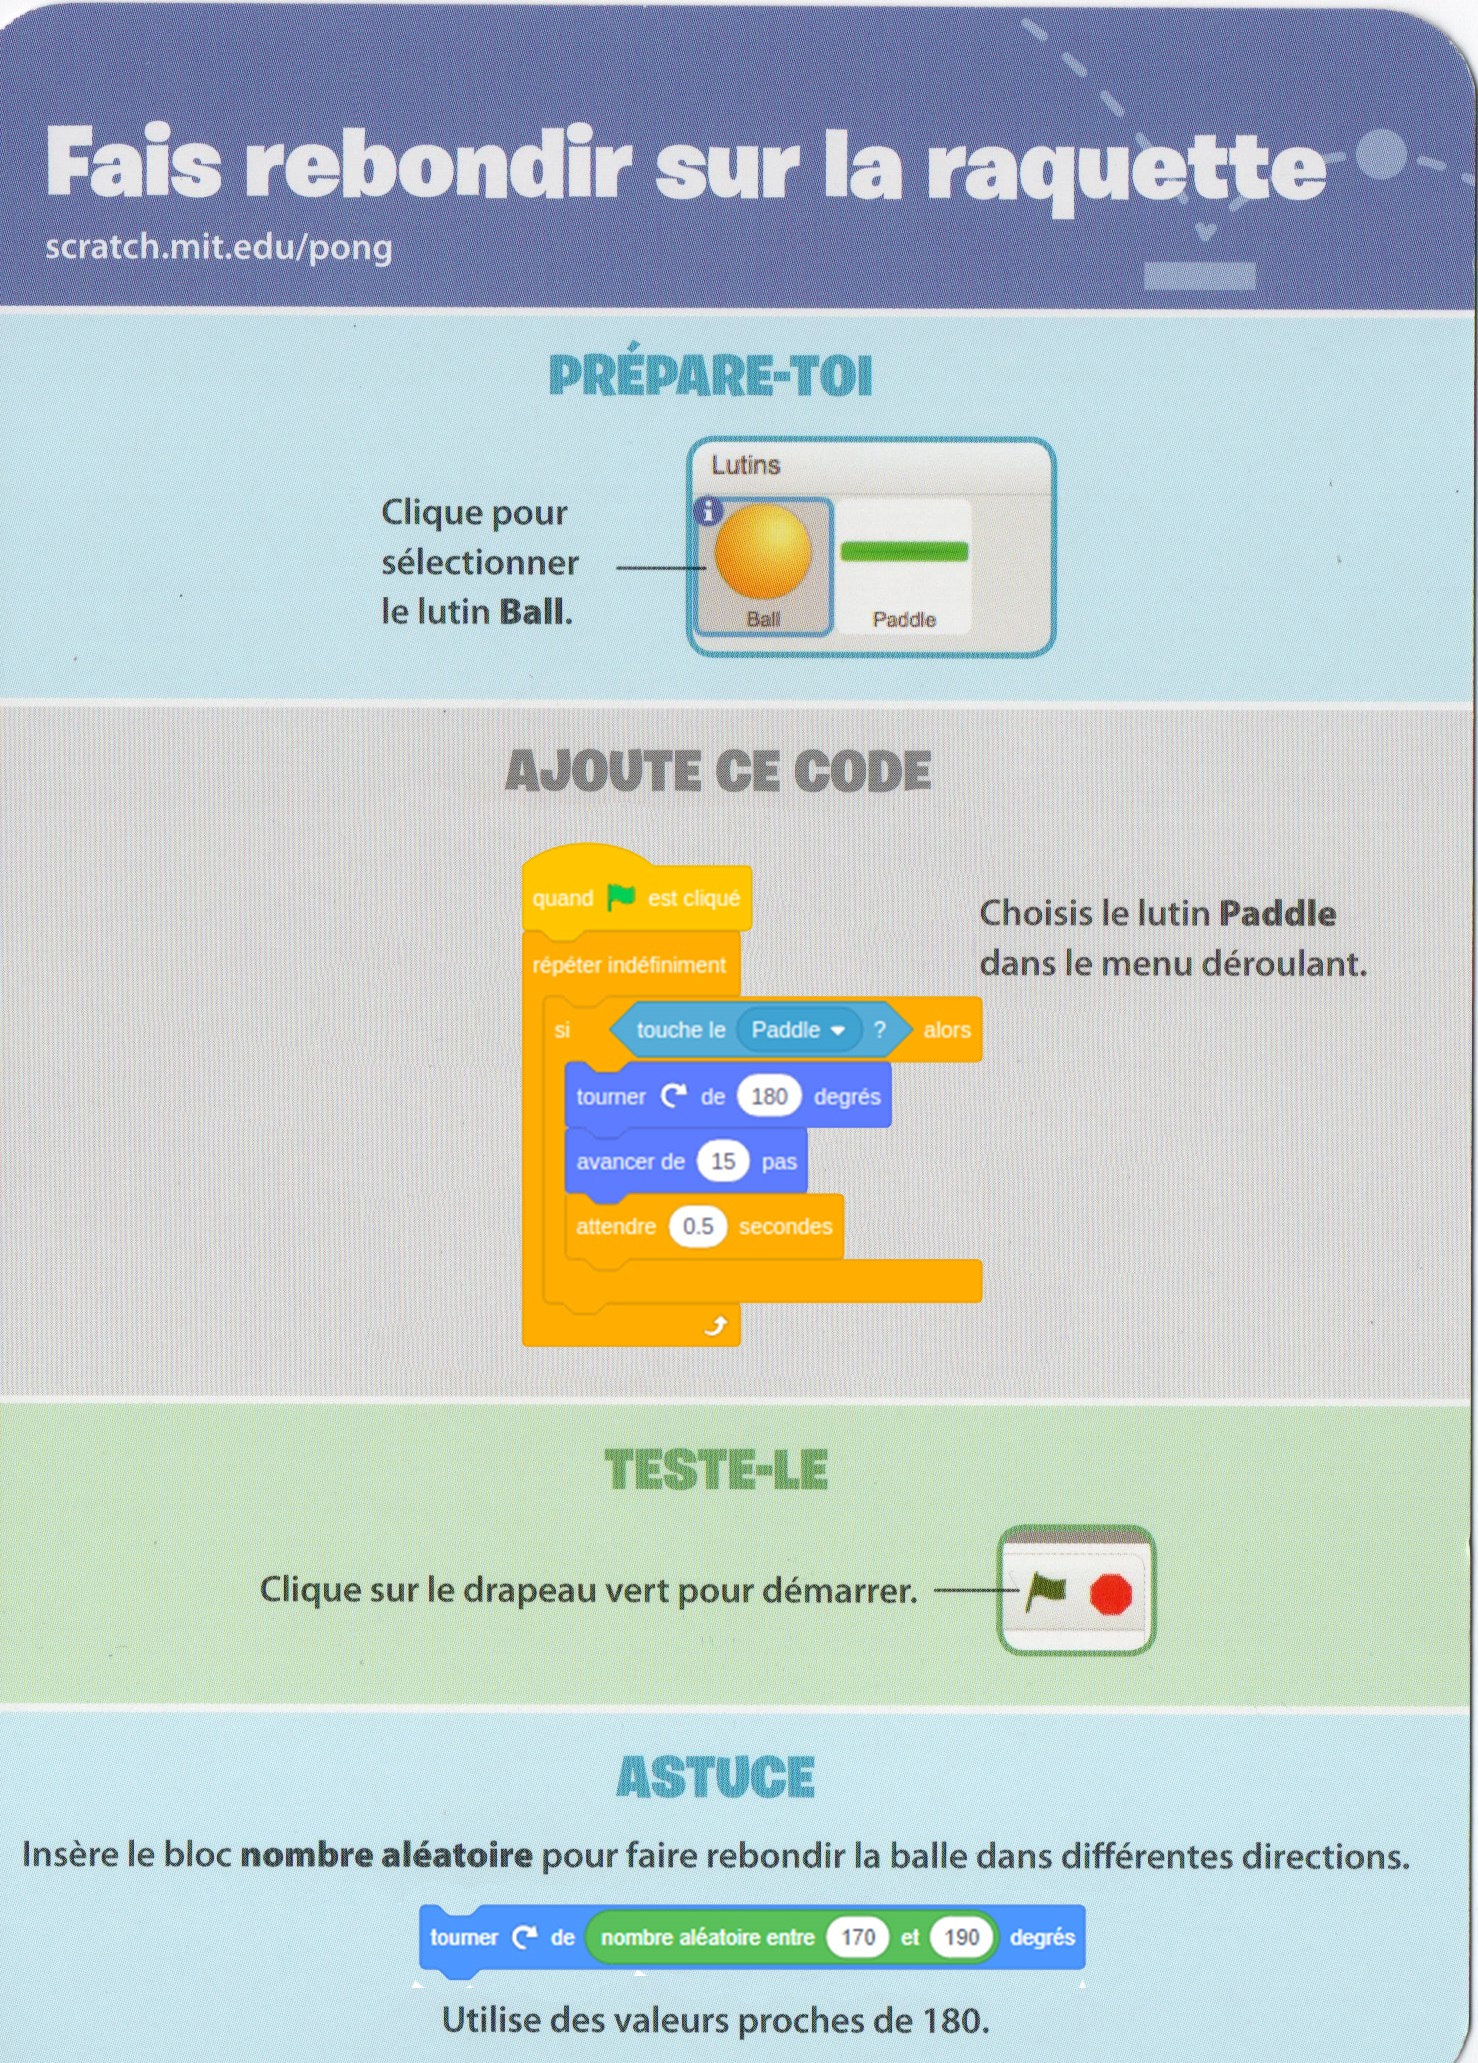 Fais rebondir sur la raquette
scratch.mit.edu/pong
PRÉPARE-TOI
Clique pour
sélectionner
le lutin Ball.
Lutins
Ball
Paddle
AJOUTE CE CODE
quand est cliqué
répéter indéfiniment
si touche le Paddle ? alors
tourner de 180 degrés
avancer de 15 pas
attendre 0.5 secondes
Choisis le lutin Paddle
dans le menu déroulant.
TESTE-LE
Clique sur le drapeau vert pour démarrer.
ASTUCE
Insère le bloc nombre aléatoire pour faire rebondir la balle dans différentes directions.
tourner de nombre aléatoire entre 170 et 190 degrés
Utilise des valeurs proches de 180.